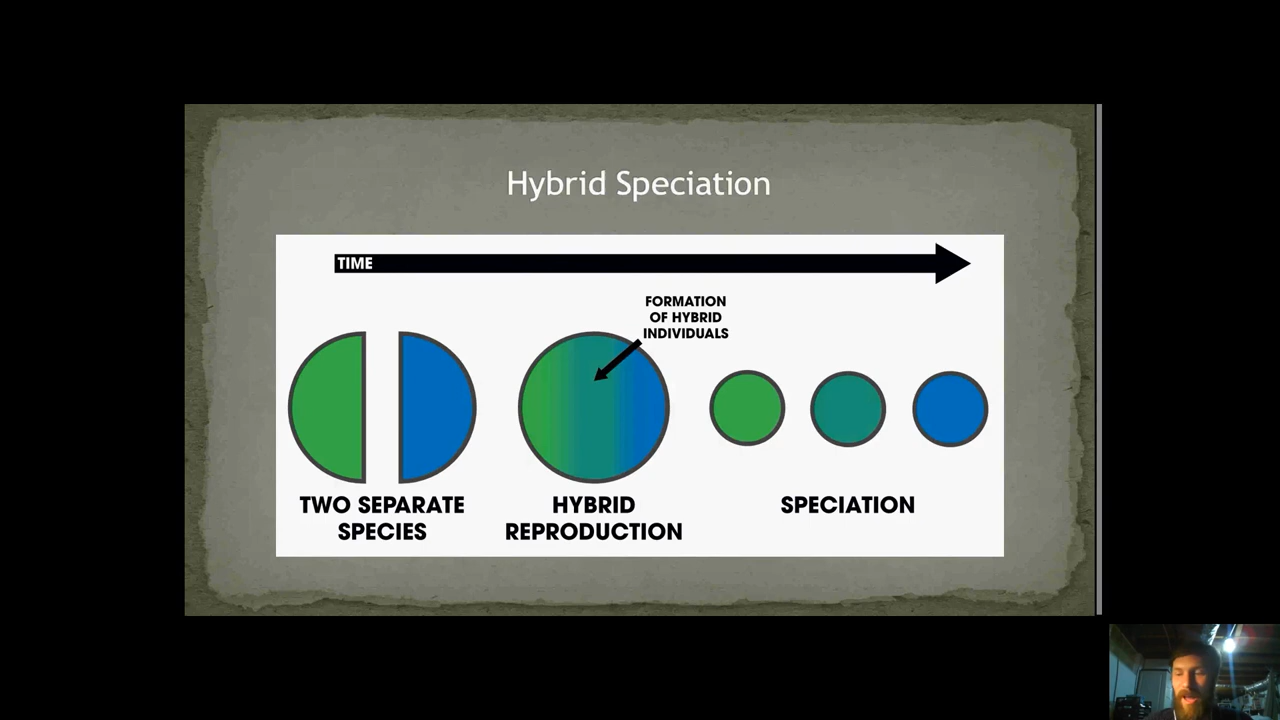 Hybrid Speciation
TIME
FORMATION
OF HYBRID
INDIVIDUALS
TWO SEPARATE
SPECIES
HYBRID
REPRODUCTION
SPECIATION